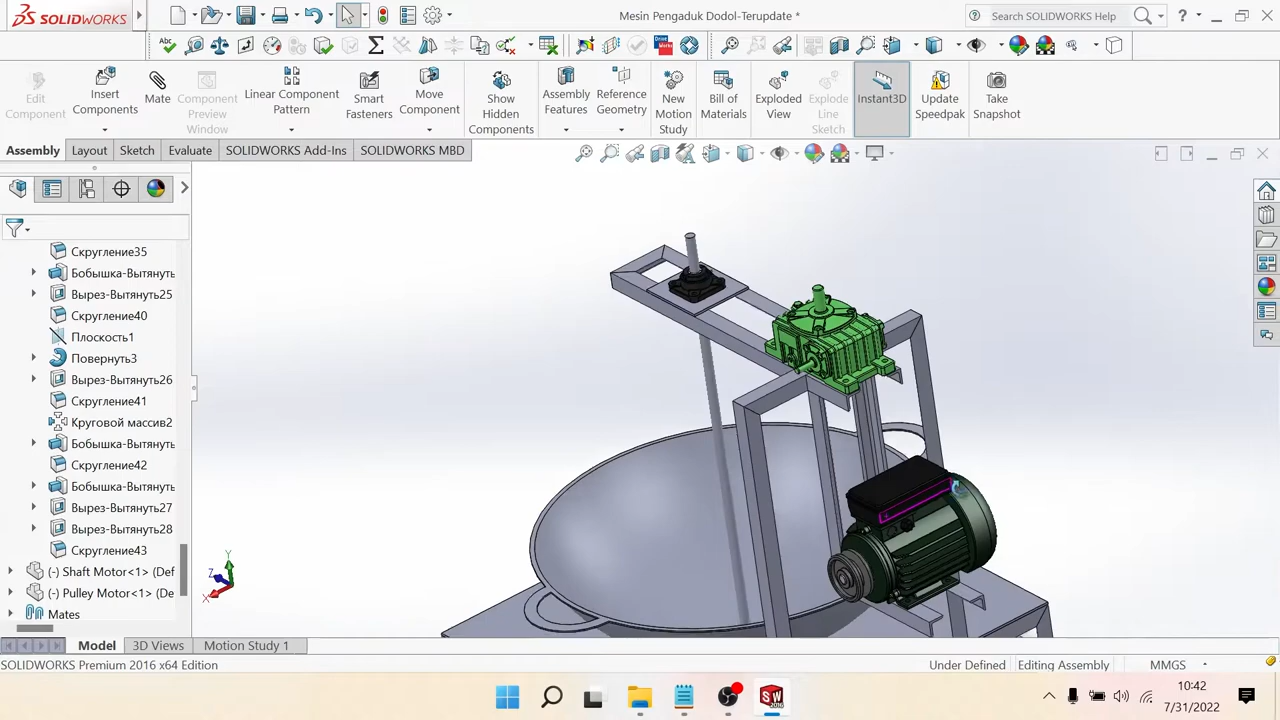 SOLIDWORKS
Mesin Pengaduk Dodol-Terupdate *
Search SOLIDWORKS Help
Edit Component
Insert Components
Mate
Component Preview Window
Linear Component Pattern
Smart Fasteners
Move Component
Show Hidden Components
Assembly Features
Reference Geometry
New Motion Study
Bill of Materials
Exploded View
Explode Line Sketch
Instant3D
Update Speedpak
Take Snapshot
Assembly
Layout
Sketch
Evaluate
SOLIDWORKS Add-Ins
SOLIDWORKS MBD
Скругление35
Бобышка-Вытянуть
Вырез-Вытянуть25
Скругление40
Плоскость1
Повернуть3
Вырез-Вытянуть26
Скругление41
Круговой массив2
Бобышка-Вытянуть
Скругление42
Бобышка-Вытянуть
Вырез-Вытянуть27
Вырез-Вытянуть28
Скругление43
(-) Shaft Motor<1> (Def
(-) Pulley Motor<1> (De
Mates
Y
Z
X
Model
3D Views
Motion Study 1
SOLIDWORKS Premium 2016 x64 Edition
Under Defined
Editing Assembly
MMGS
10:42
7/31/2022